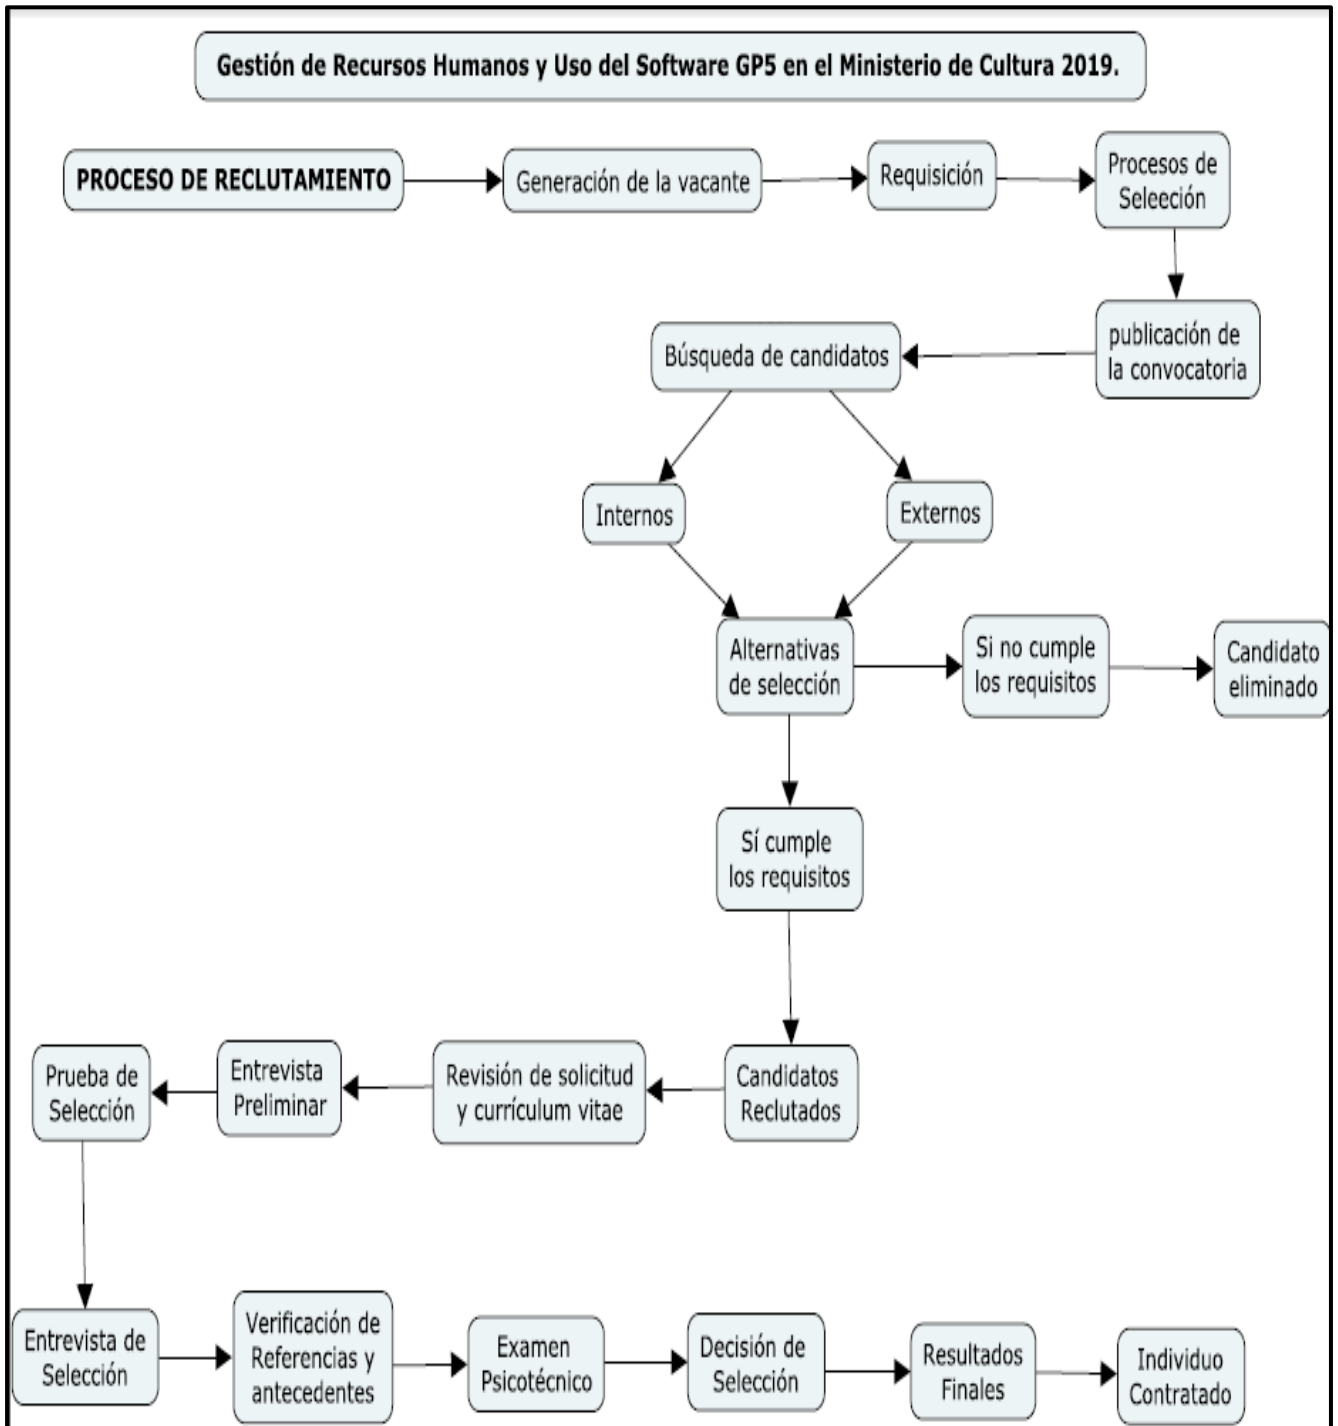 Gestión de Recursos Humanos y Uso del Software GP5 en el Ministerio de Cultura 2019.
PROCESO DE RECLUTAMIENTO
Generación de la vacante
Requisición
Procesos de
Seleección
publicación de
la convocatoria
Búsqueda de candidatos
Internos
Externos
Alternativas
de selección
Si no cumple
los requisitos
Candidato
eliminado
Sí cumple
los requisitos
Candidatos
Reclutados
Revisión de solicitud
y currículum vitae
Entrevista
Preliminar
Prueba de
Selección
Entrevista de
Selección
Verificación de
Referencias y
antecedentes
Examen
Psicotécnico
Decisión de
Selección
Resultados
Finales
Individuo
Contratado